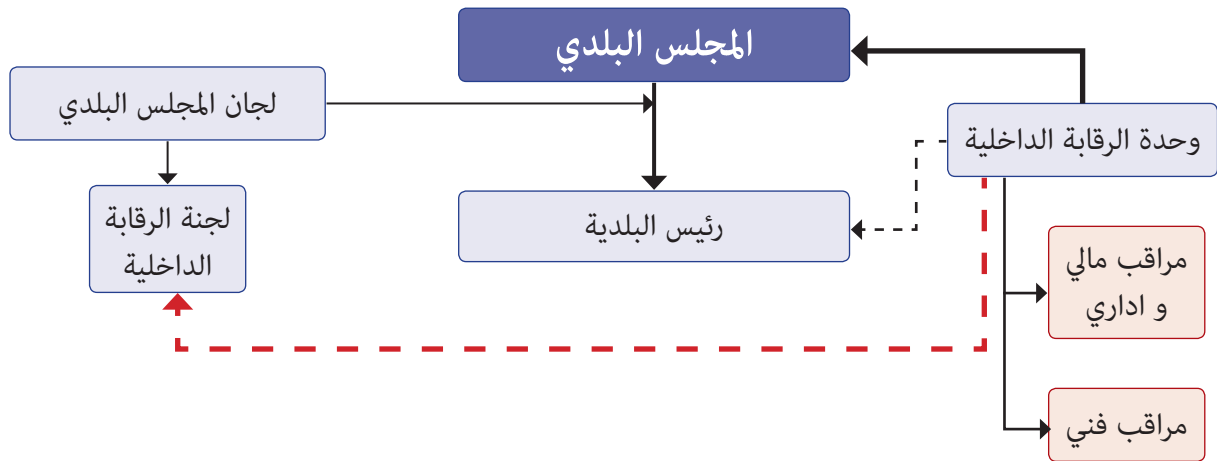 المجلس البلدي
لجان المجلس البلدي
وحدة الرقابة الداخلية
لجنة الرقابة
الداخلية
رئيس البلدية
مراقب مالي
و اداري
مراقب فني